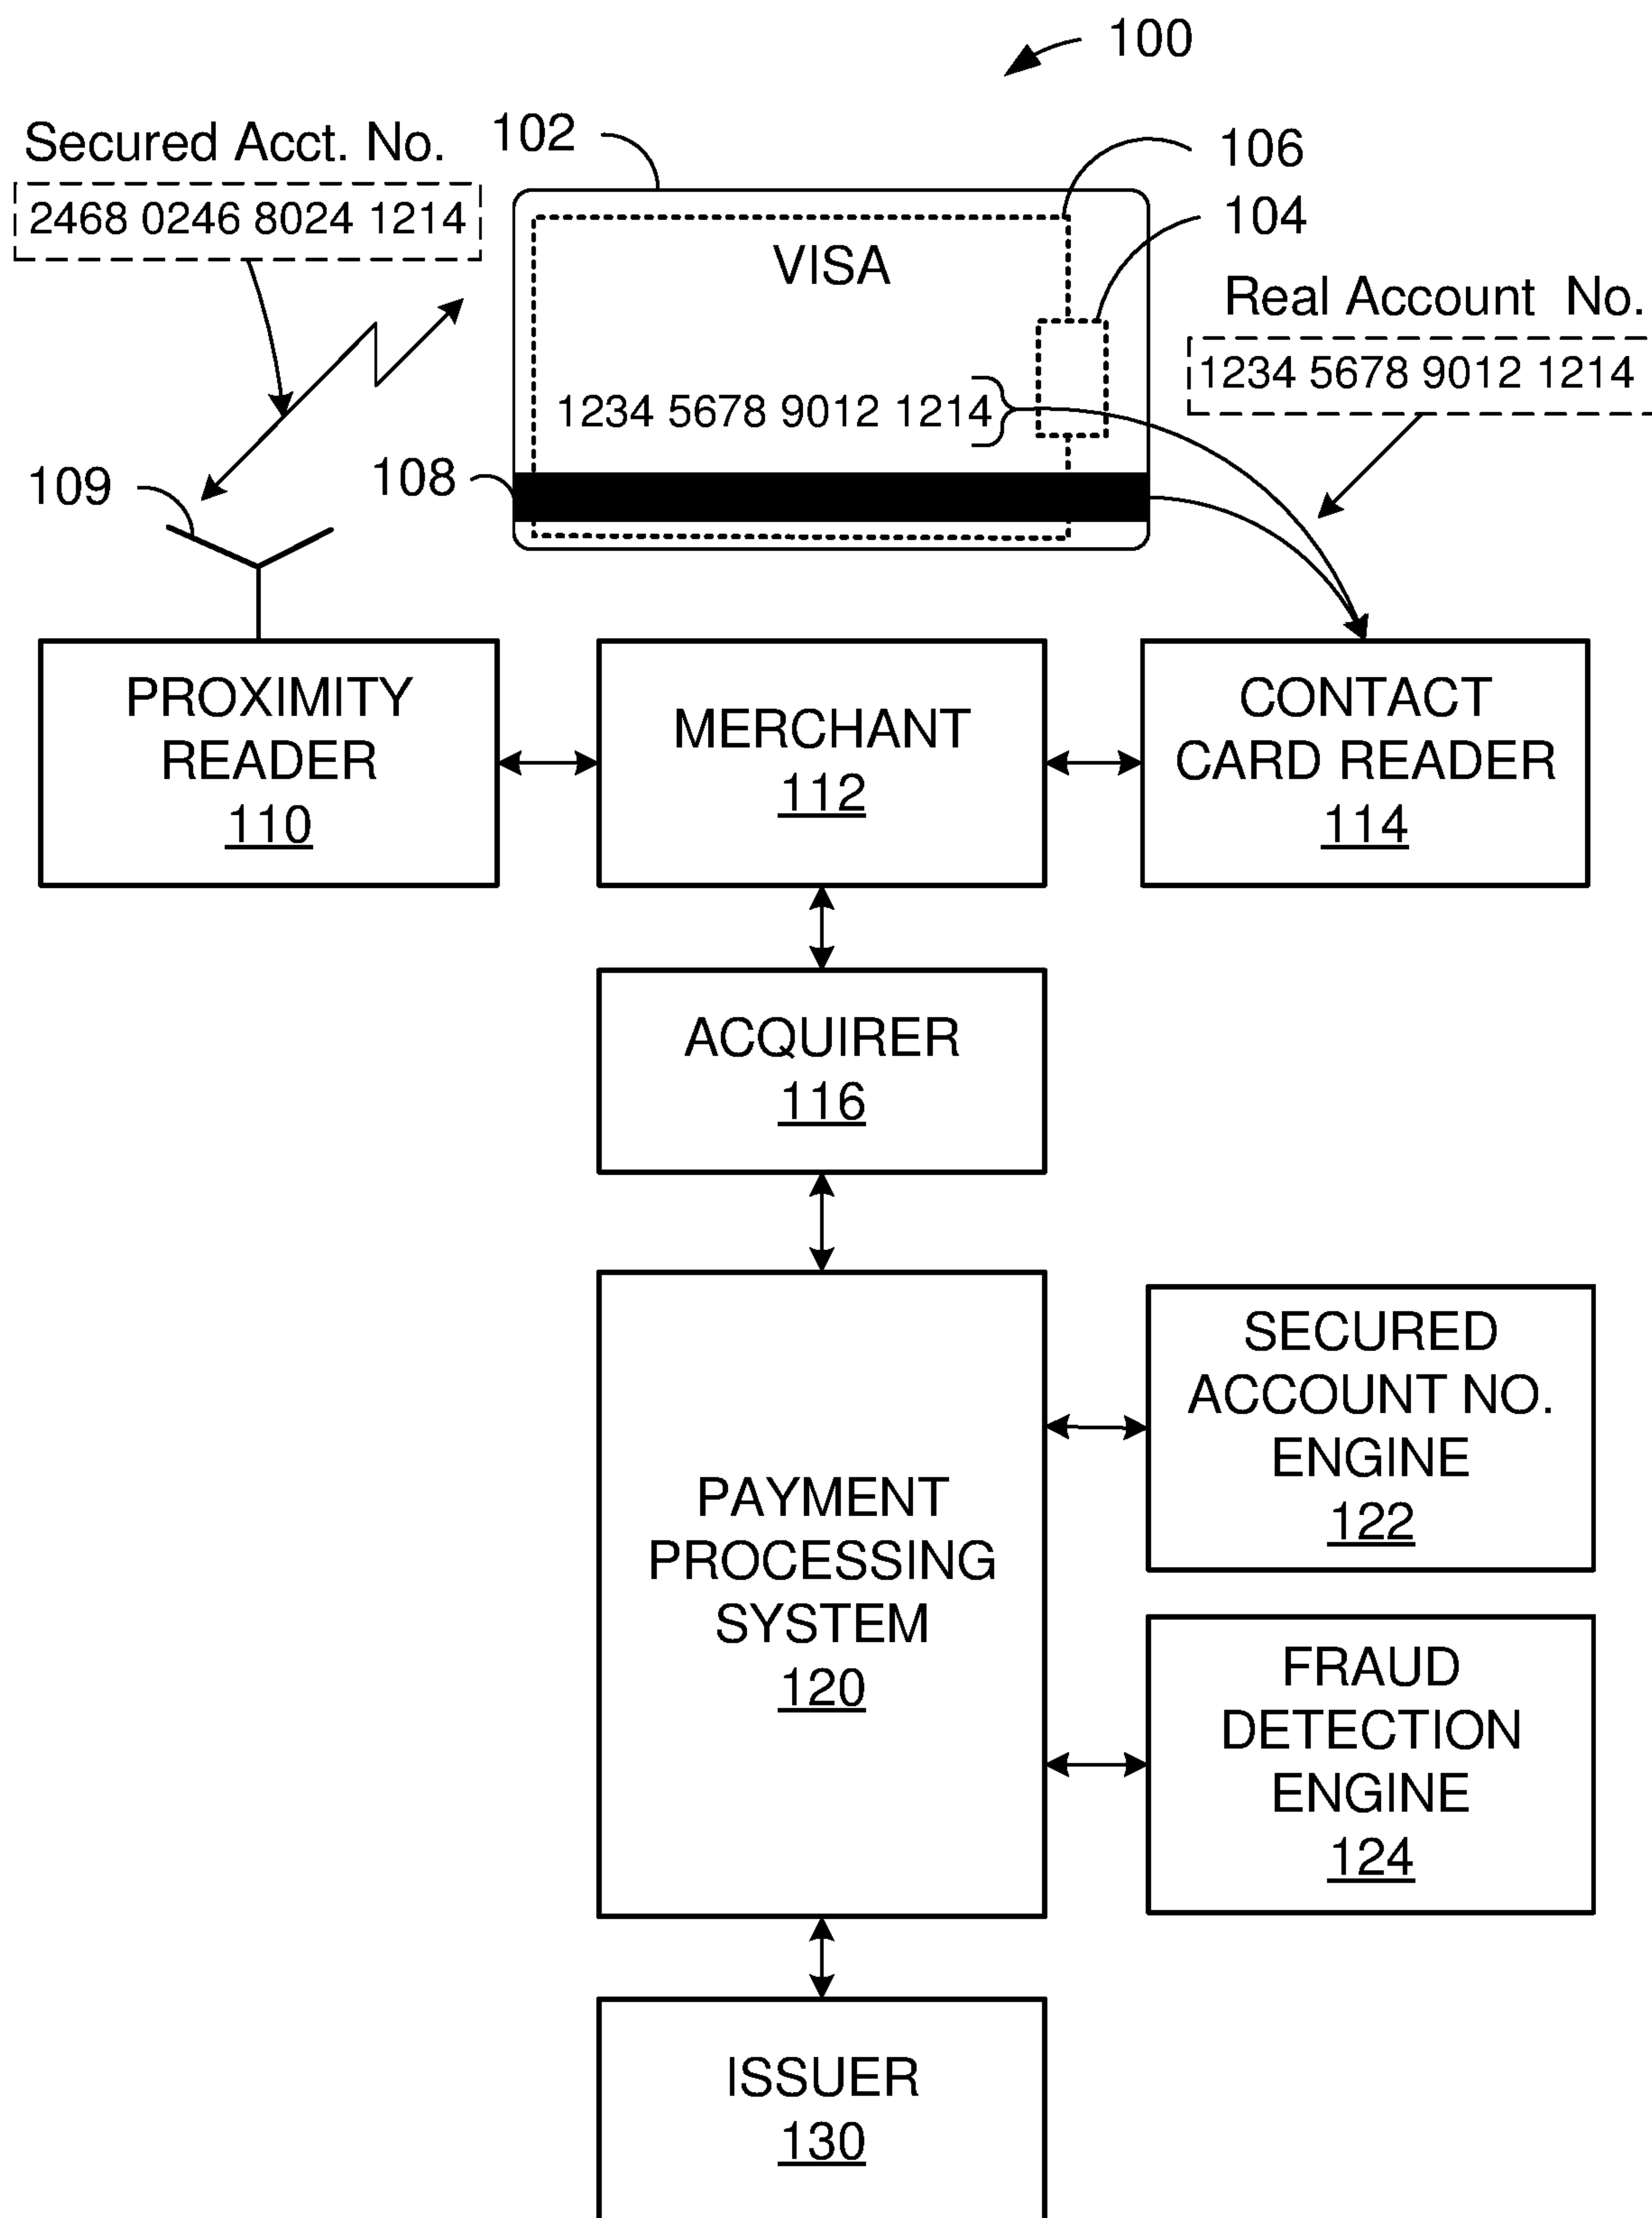 100
Secured Acct. No.
102
106
2468 0246 8024 1214
104
VISA
Real Account No.
1234 5678 9012 1214
1234 5678 9012 1214
109
108
PROXIMITY
READER
110
MERCHANT
112
CONTACT
CARD READER
114
ACQUIRER
116
PAYMENT
PROCESSING
SYSTEM
120
SECURED
ACCOUNT NO.
ENGINE
122
FRAUD
DETECTION
ENGINE
124
ISSUER
130